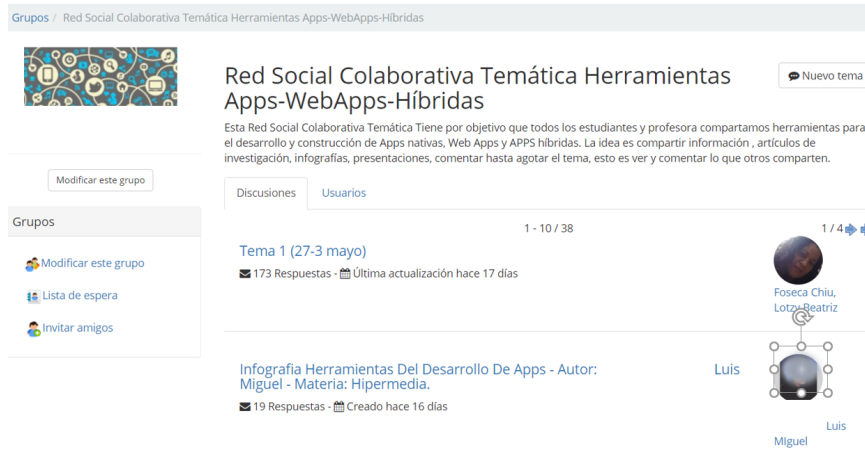 Grupos / Red Social Colaborativa Temática Herramientas Apps-WebApps-Híbridas
Red Social Colaborativa Temática Herramientas
Apps-WebApps-Híbridas
Nuevo tema
Esta Red Social Colaborativa Temática Tiene por objetivo que todos los estudiantes y profesora compartamos herramientas para
el desarrollo y construcción de Apps nativas, Web Apps y APPS híbridas. La idea es compartir información , artículos de
investigación, infografías, presentaciones, comentar hasta agotar el tema, esto es ver y comentar lo que otros comparten.
Modificar este grupo
Discusiones Usuarios
Grupos
Modificar este grupo
Lista de espera
Invitar amigos
1 - 10 / 38 1 / 4
Tema 1 (27-3 mayo)
173 Respuestas - Última actualización hace 17 días
Foseca Chiu,
Lotzy Beatriz
Infografia Herramientas Del Desarrollo De Apps - Autor: Luis
Miguel - Materia: Hipermedia.
19 Respuestas - Creado hace 16 días
Luis
MIguel